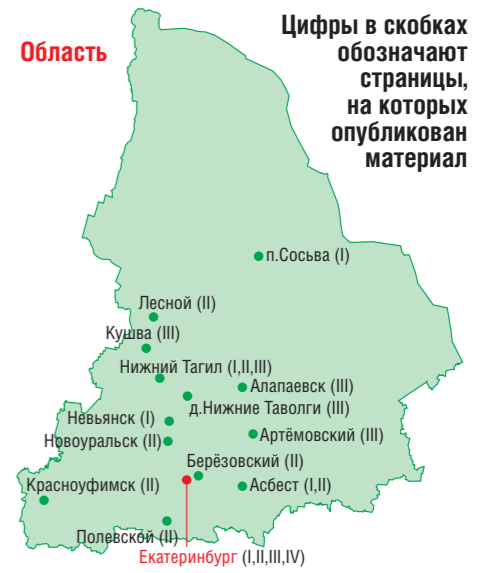 Область
Цифры в скобках
обозначают
страницы,
на которых
опубликован
материал
п.Сосьва (I)
Лесной (II)
Кушва (III)
Нижний Тагил (I,II,III)
Алапаевск (III)
д.Нижние Таволги (III)
Невьянск (I)
Артёмовский (III)
Новоуральск (II)
Берёзовский (II)
Красноуфимск (II)
Асбест (I,II)
Полевской (II)
Екатеринбург (I,II,III,IV)